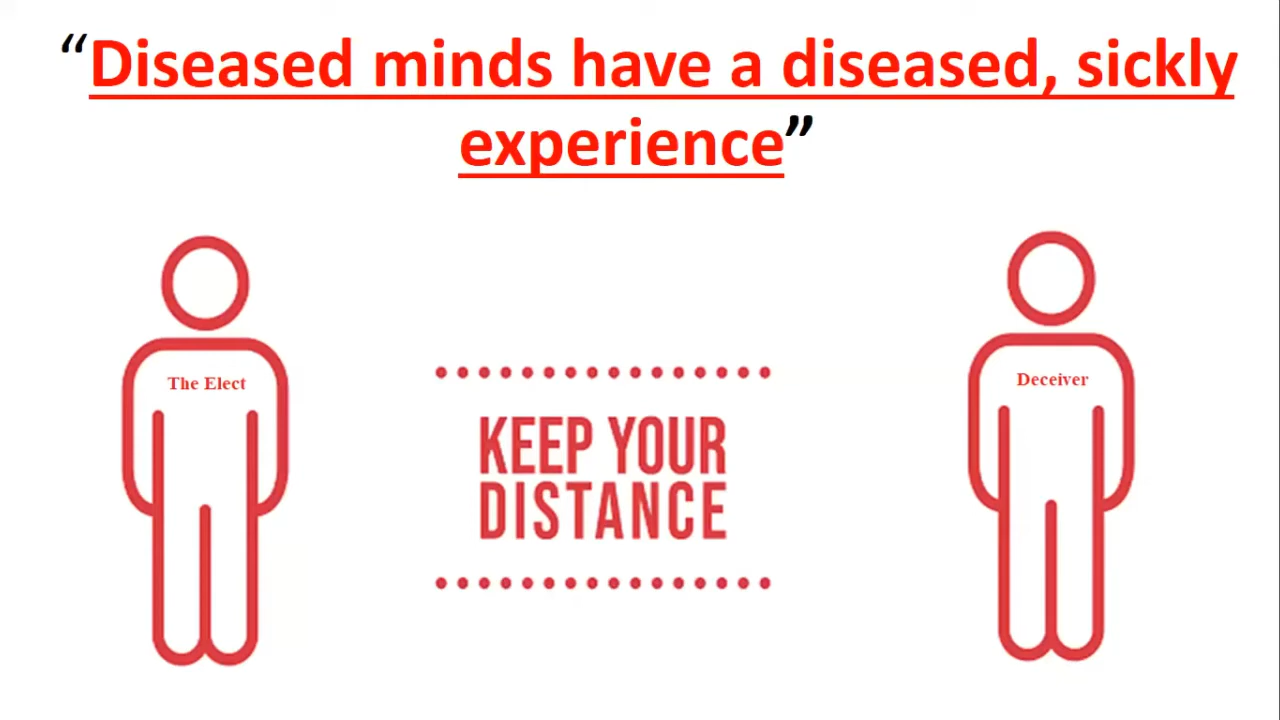 “Diseased minds have a diseased, sickly
experience”
The Elect
Deceiver
KEEP YOUR
DISTANCE